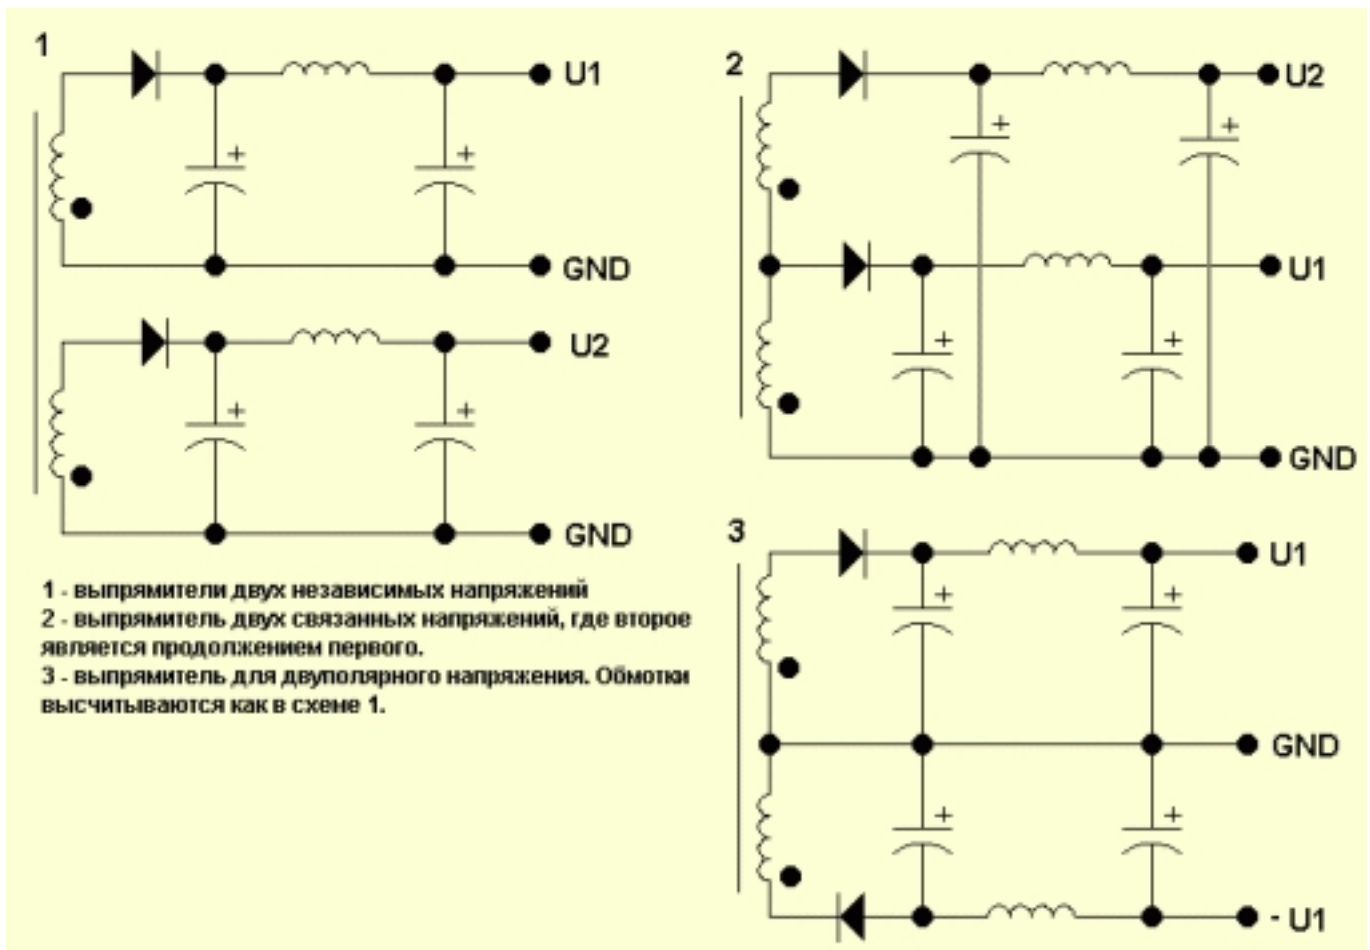 1
U1
+
+
GND
U2
+
+
GND
2
U2
+
+
U1
+
+
GND
3
U1
+
+
GND
+
+
- U1
1 - выпрямители двух независимых напряжений
2 - выпрямитель двух связанных напряжений, где второе
является продолжением первого.
3 - выпрямитель для двуполярного напряжения. Обмотки
высчитываются как в схеме 1.